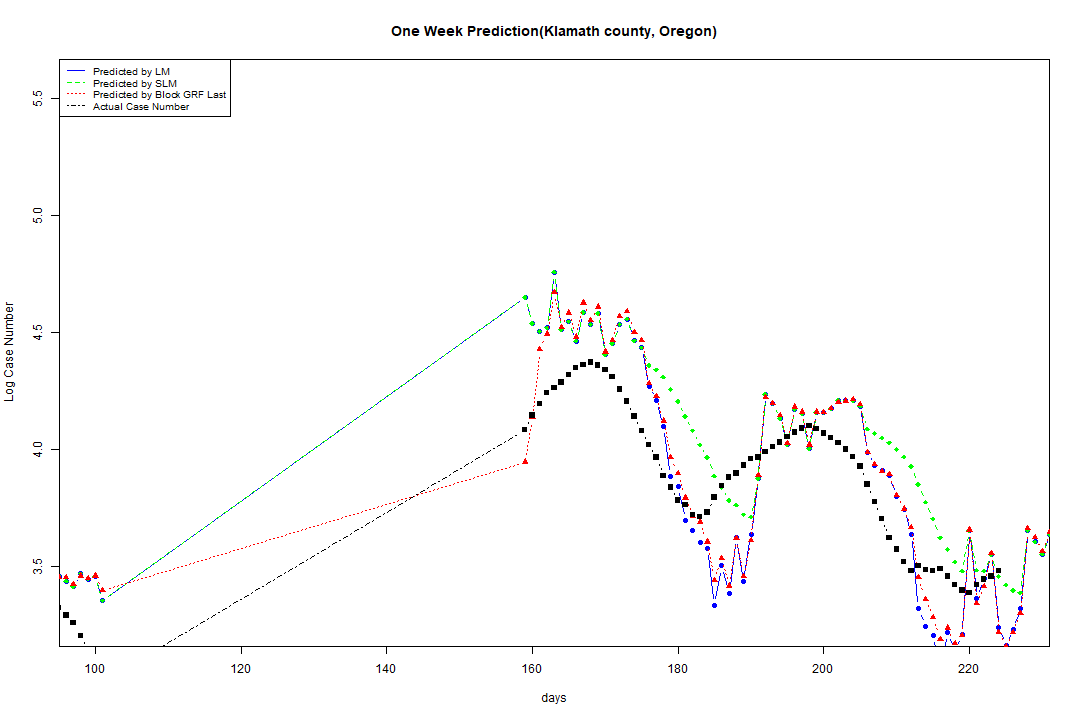 One Week Prediction(Klamath county, Oregon)
Predicted by LM
Predicted by SLM
Predicted by Block GRF Last
Actual Case Number
5.5
5.0
4.5
4.0
3.5
Log Case Number
100 120 140 160 180 200 220
days